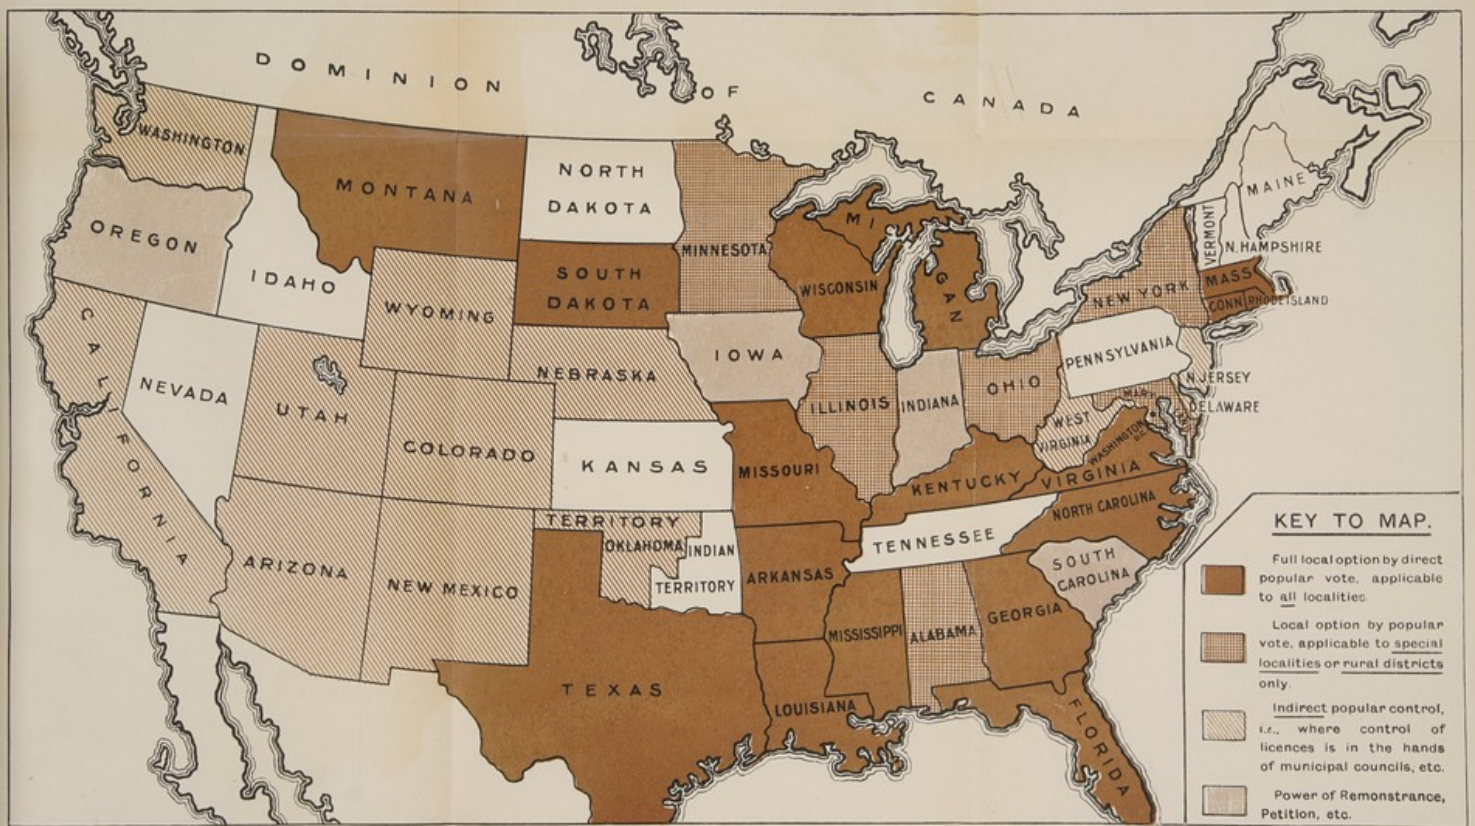 DOMINION
OF
CANADA
WASHINGTON
MONTANA
NORTH
DAKOTA
MINNESOTA
MAINE
OREGON
IDAHO
SOUTH
DAKOTA
WISCONSIN
MI
GAN
VERMONT
N. HAMPSHIRE
MASS
NEW YORK
CONN
RHODE ISLAND
WYOMING
CALIFORNIA
NEVADA
UTAH
NEBRASKA
IOWA
PENNSYLVANIA
N. JERSEY
DELAWARE
ILLINOIS
INDIANA
OHIO
MARY
WEST
VIRGINIA
WASHINGTON
D.C.
COLORADO
KANSAS
MISSOURI
KENTUCKY
VIRGINIA
NORTH CAROLINA
TENNESSEE
TERRITORY
OKLAHOMA
INDIAN
TERRITORY
ARIZONA
NEW MEXICO
ARKANSAS
SOUTH
CAROLINA
MISSISSIPPI
ALABAMA
GEORGIA
TEXAS
LOUISIANA
FLORIDA
KEY TO MAP.
Full local option by direct
popular vote, applicable
to all localities.
Local option by popular
vote, applicable to special
localities or rural districts
only.
Indirect popular control,
i.e., where control of
licences is in the hands
of municipal councils, etc.
Power of Remonstrance,
Petition, etc.